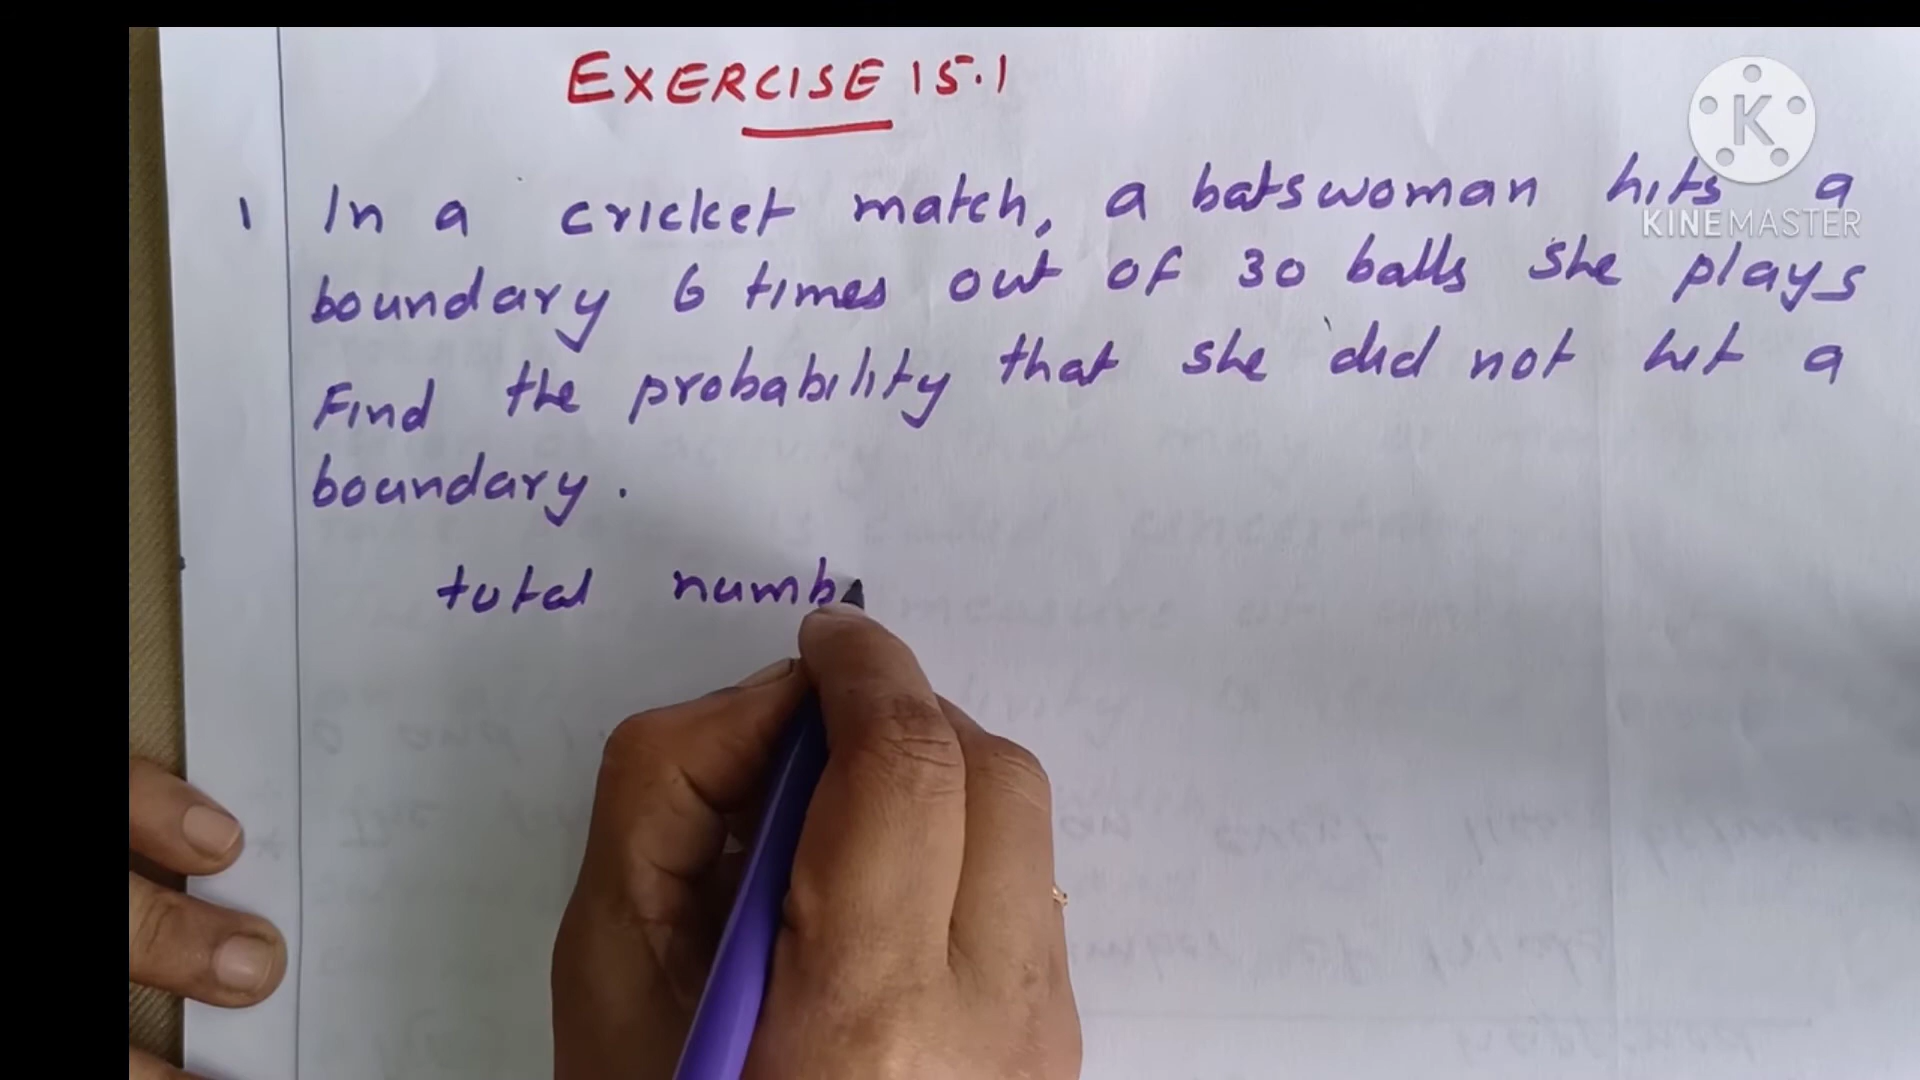 EXERCISE 15.1
1 In a cricket match, a batswoman hits a
boundary 6 times out of 30 balls she plays
Find the probability that she did not hit a
boundary.
total numb
K
KINEMASTER